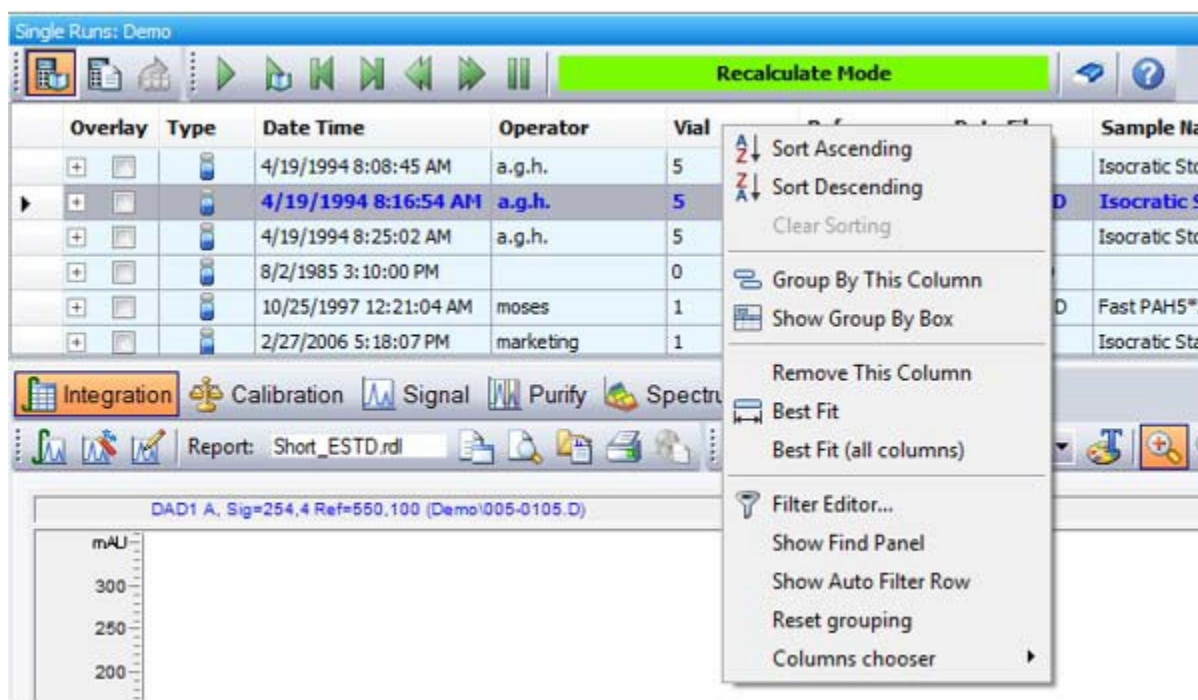 Single Runs: Demo
Recalculate Mode
Overlay Type Date Time Operator Vial Sample Na
4/19/1994 8:08:45 AM a.g.h. 5 Isocratic Std
4/19/1994 8:16:54 AM a.g.h. 5 D Isocratic S
4/19/1994 8:25:02 AM a.g.h. 5 Isocratic Std
8/2/1985 3:10:00 PM 0
10/25/1997 12:21:04 AM moses 1 D Fast PAH5*
2/27/2006 5:18:07 PM marketing 1 Isocratic Sta
Sort Ascending
Sort Descending
Clear Sorting
Group By This Column
Show Group By Box
Remove This Column
Best Fit
Best Fit (all columns)
Filter Editor...
Show Find Panel
Show Auto Filter Row
Reset grouping
Columns chooser
Integration Calibration Signal Purify Spectru
Report: Short_ESTD.rdl
DAD1 A, Sig=254,4 Ref=550,100 (Demo\005-0105.D)
mAU
300
250
200